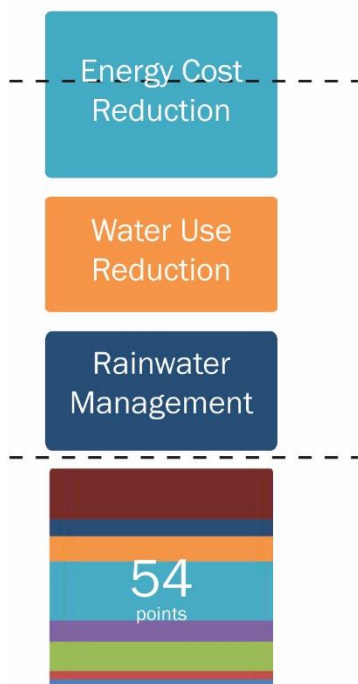 Energy Cost
Reduction
Water Use
Reduction
Rainwater
Management
54
points